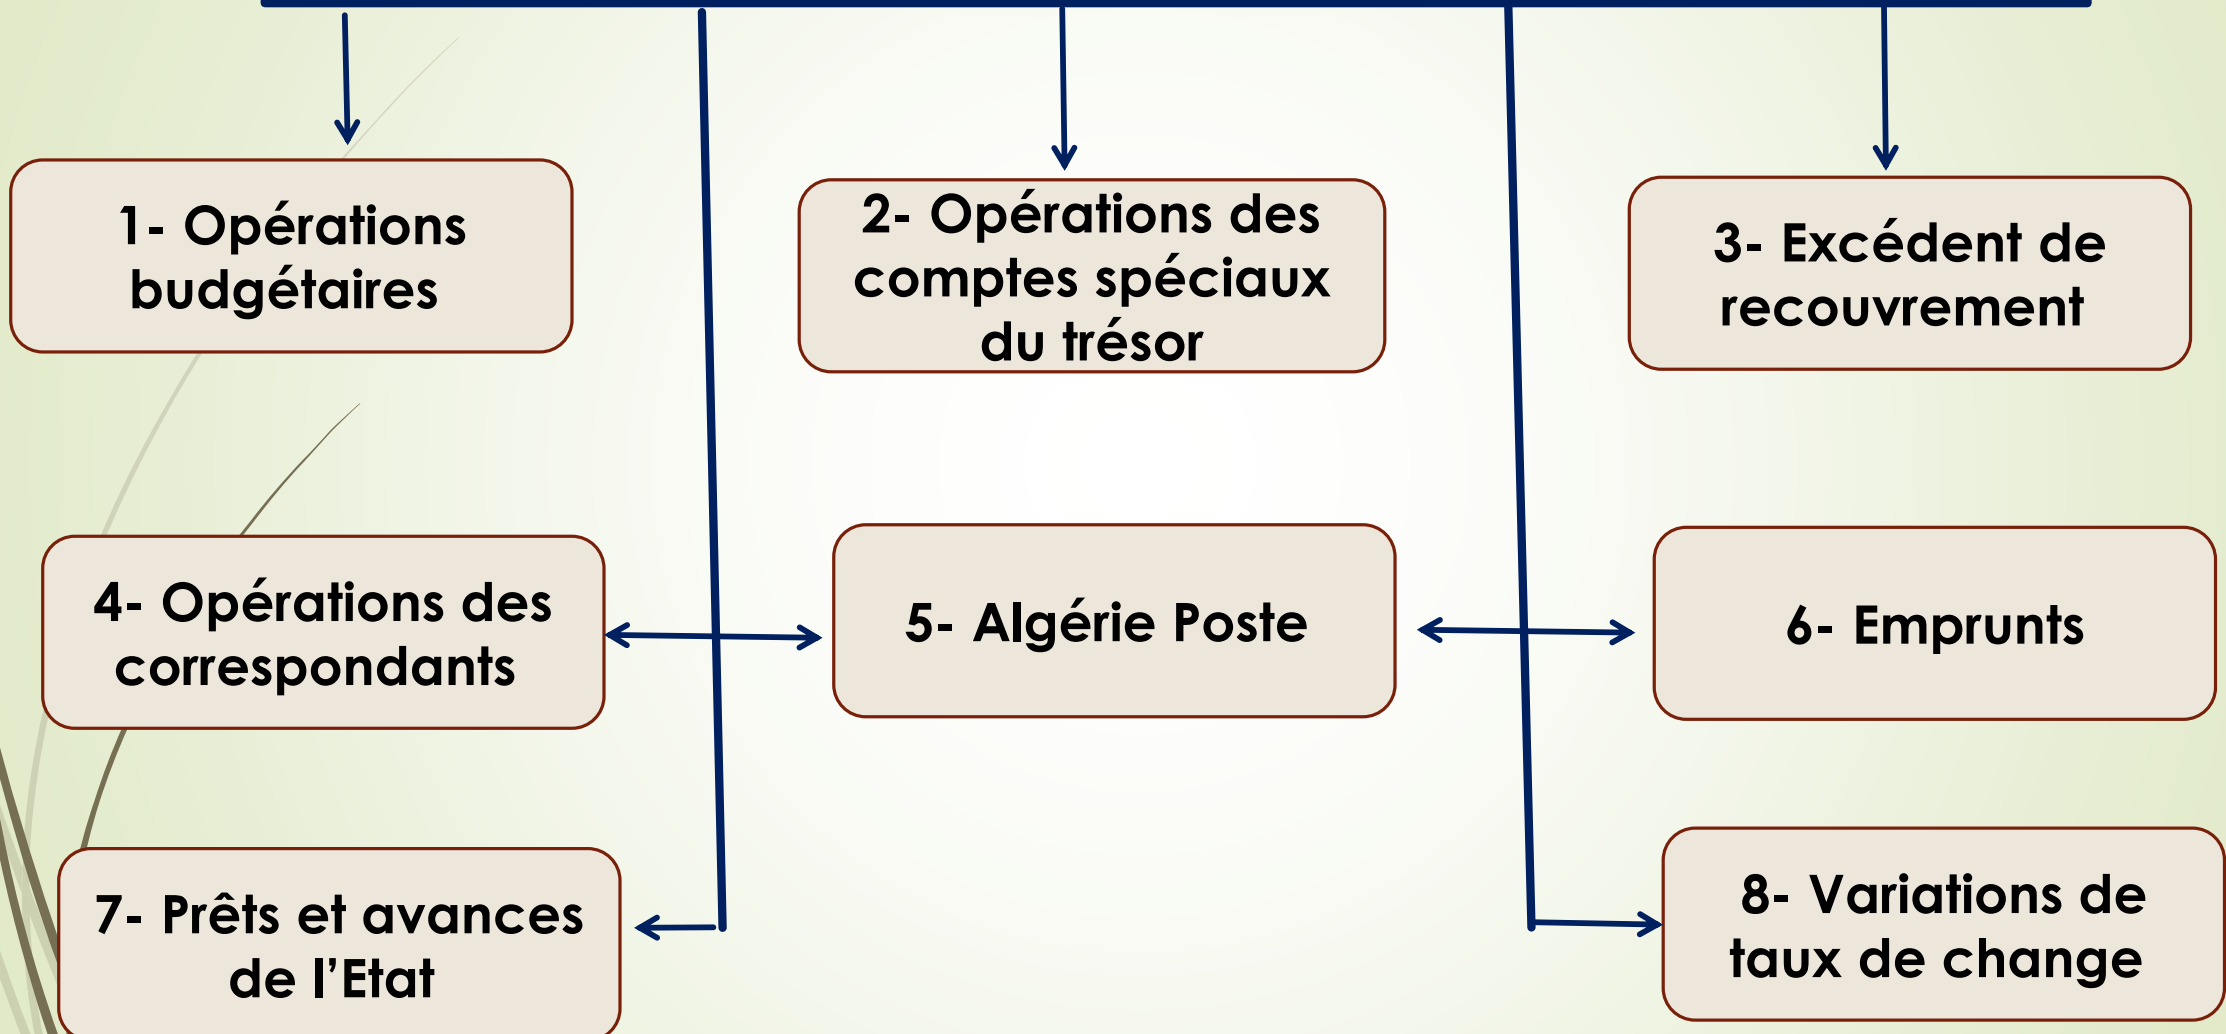 1- Opérations
budgétaires
2- Opérations des
comptes spéciaux
du trésor
3- Excédent de
recouvrement
4- Opérations des
correspondants
5- Algérie Poste
6- Emprunts
7- Prêts et avances
de l’Etat
8- Variations de
taux de change